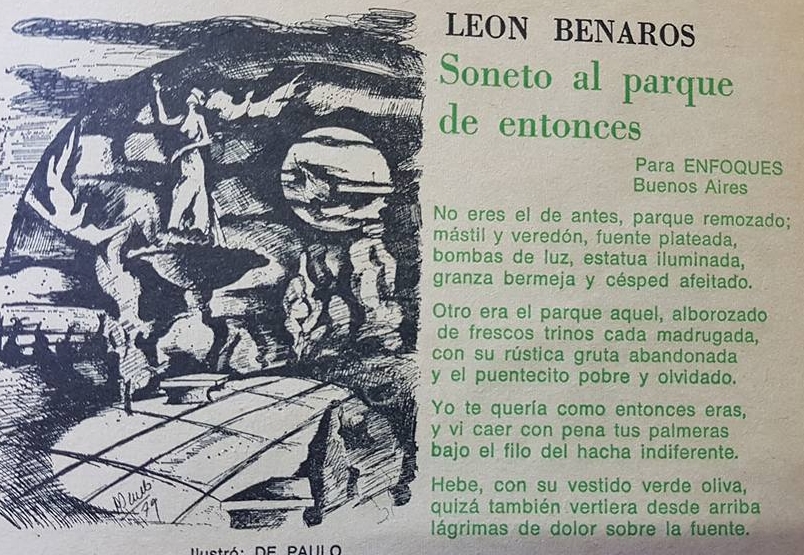 LEON BENAROS
Soneto al parque
de entonces
Para ENFOQUES
Buenos Aires
No eres el de antes, parque remozado;
mástil y veredón, fuente plateada,
bombas de luz, estatua iluminada,
granza bermeja y césped afeitado.
Otro era el parque aquel, alborozado
de frescos trinos cada madrugada,
con su rústica gruta abandonada
y el puentecito pobre y olvidado.
Yo te quería como entonces eras,
y vi caer con pena tus palmeras
bajo el filo del hacha indiferente.
Hebe, con su vestido verde oliva,
quizá también vertiera desde arriba
lágrimas de dolor sobre la fuente.
79
Ilustró: DE PAULO